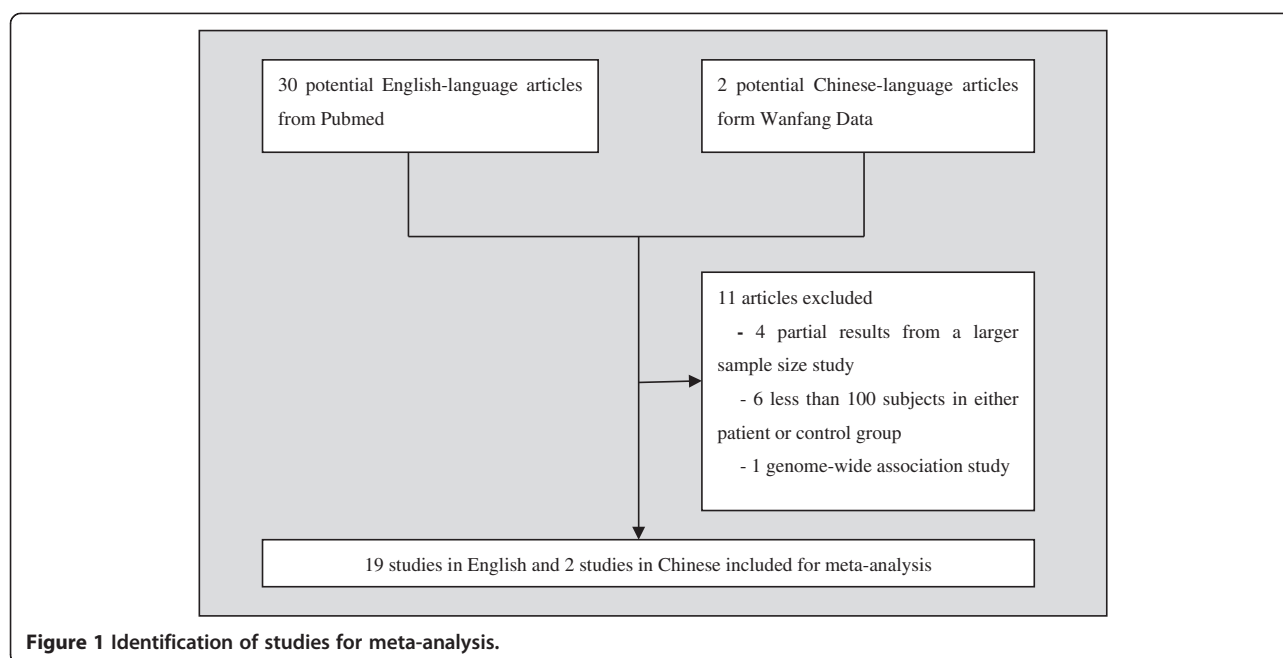 30 potential English-language articles
from Pubmed
2 potential Chinese-language articles
form Wanfang Data
11 articles excluded
- 4 partial results from a larger
sample size study
- 6 less than 100 subjects in either
patient or control group
- 1 genome-wide association study
19 studies in English and 2 studies in Chinese included for meta-analysis
Figure 1 Identification of studies for meta-analysis.